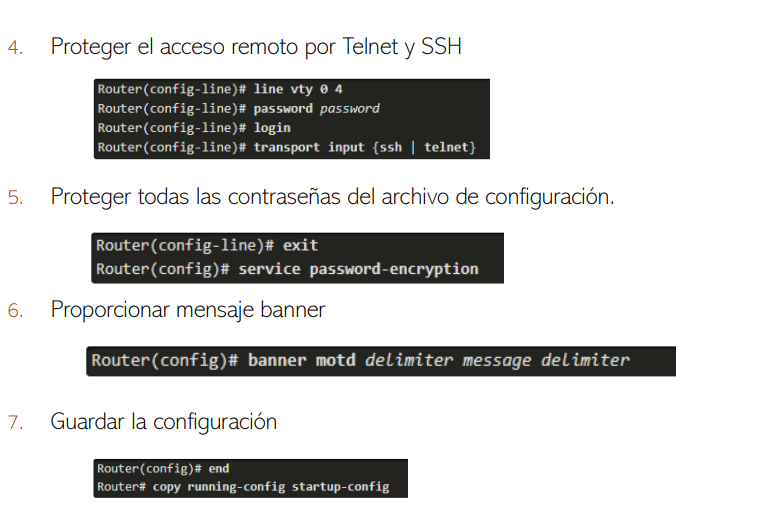 4. Proteger el acceso remoto por Telnet y SSH
Router(config-line)# line vty 0 4
Router(config-line)# password password
Router(config-line)# login
Router(config-line)# transport input {ssh | telnet}
5. Proteger todas las contraseñas del archivo de configuración.
Router(config-line)# exit
Router(config)# service password-encryption
6. Proporcionar mensaje banner
Router(config)# banner motd delimiter message delimiter
7. Guardar la configuración
Router(config)# end
Router# copy running-config startup-config